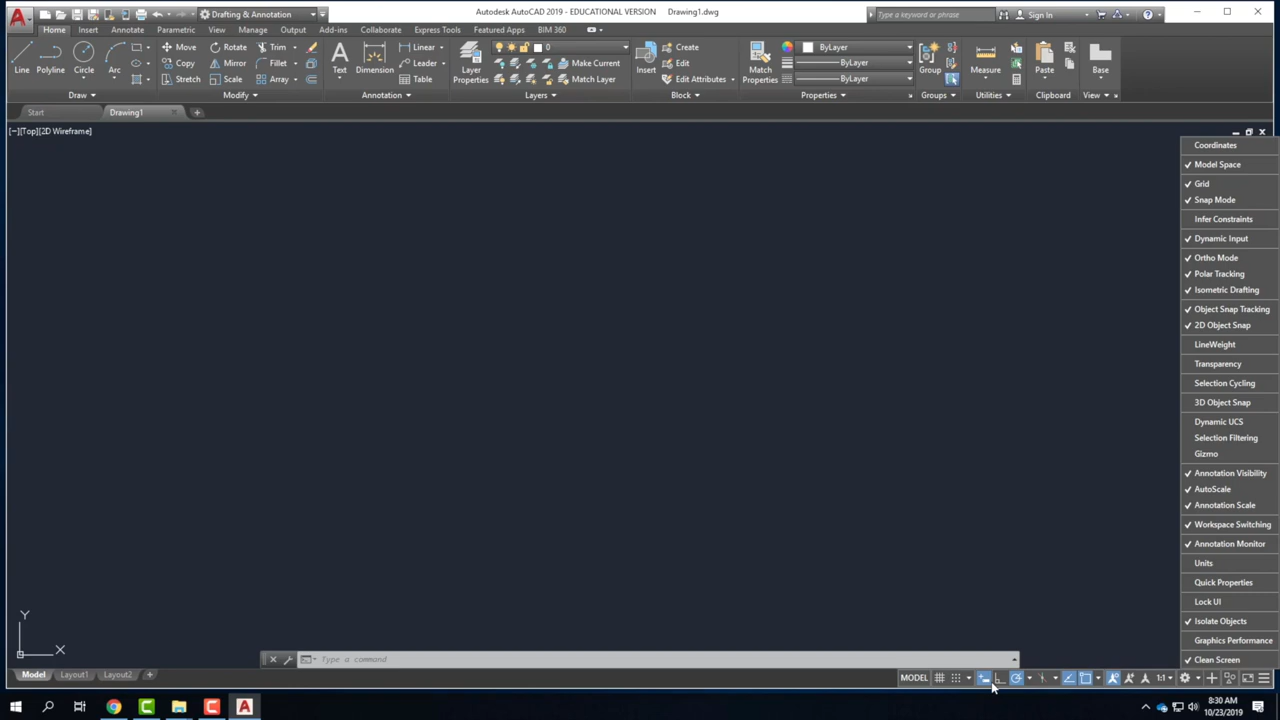 Drafting & Annotation
Autodesk AutoCAD 2019 - EDUCATIONAL VERSION Drawing1.dwg
Type a keyword or phrase
Sign In
Home Insert Annotate Parametric View Manage Output Add-ins Collaborate Express Tools Featured Apps BIM 360
Line Polyline Circle Arc
Move Rotate Trim
Copy Mirror Fillet
Stretch Scale Array
Text Dimension
Linear
Leader
Table
Layer
Properties
0
Make Current
Match Layer
Insert
Create
Edit
Edit Attributes
Match
Properties
ByLayer
ByLayer
ByLayer
Group
Measure
Paste
Base
Draw Modify Annotation Layers Block Properties Groups Utilities Clipboard View
Start Drawing1
[−][Top][2D Wireframe]
Coordinates
Model Space
Grid
Snap Mode
Infer Constraints
Dynamic Input
Ortho Mode
Polar Tracking
Isometric Drafting
Object Snap Tracking
2D Object Snap
LineWeight
Transparency
Selection Cycling
3D Object Snap
Dynamic UCS
Selection Filtering
Gizmo
Annotation Visibility
AutoScale
Annotation Scale
Workspace Switching
Annotation Monitor
Units
Quick Properties
Lock UI
Isolate Objects
Graphics Performance
Clean Screen
Y
X
Type a command
Model Layout1 Layout2
MODEL
1:1
8:30 AM
10/23/2019